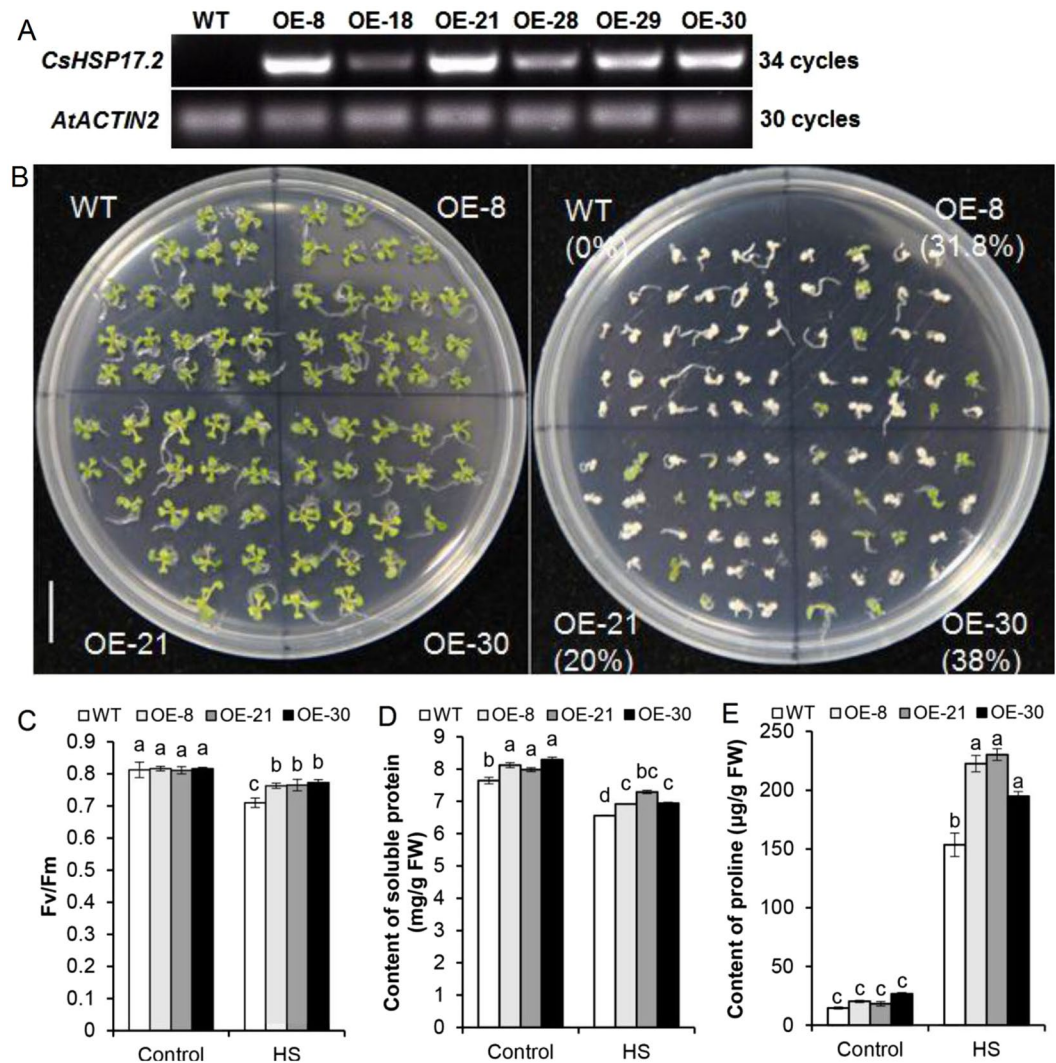 A
WT OE-8 OE-18 OE-21 OE-28 OE-29 OE-30
CsHSP17.2 34 cycles
AtACTIN2 30 cycles
B
WT OE-8
OE-21 OE-30
WT
(0%)
OE-8
(31.8%)
OE-21
(20%)
OE-30
(38%)
C
WT OE-8 OE-21 OE-30
Fv/Fm
0.9
0.8
0.7
0.6
0.5
0.4
0.3
0.2
0.1
0
a a a a
c b b b
Control HS
D
WT OE-8 OE-21 OE-30
Content of soluble protein
(mg/g FW)
9
8
7
6
5
4
3
2
1
0
b a a a
d c bc c
Control HS
E
WT OE-8 OE-21 OE-30
Content of proline (µg/g FW)
250
200
150
100
50
0
c c c c
b a a a
Control HS